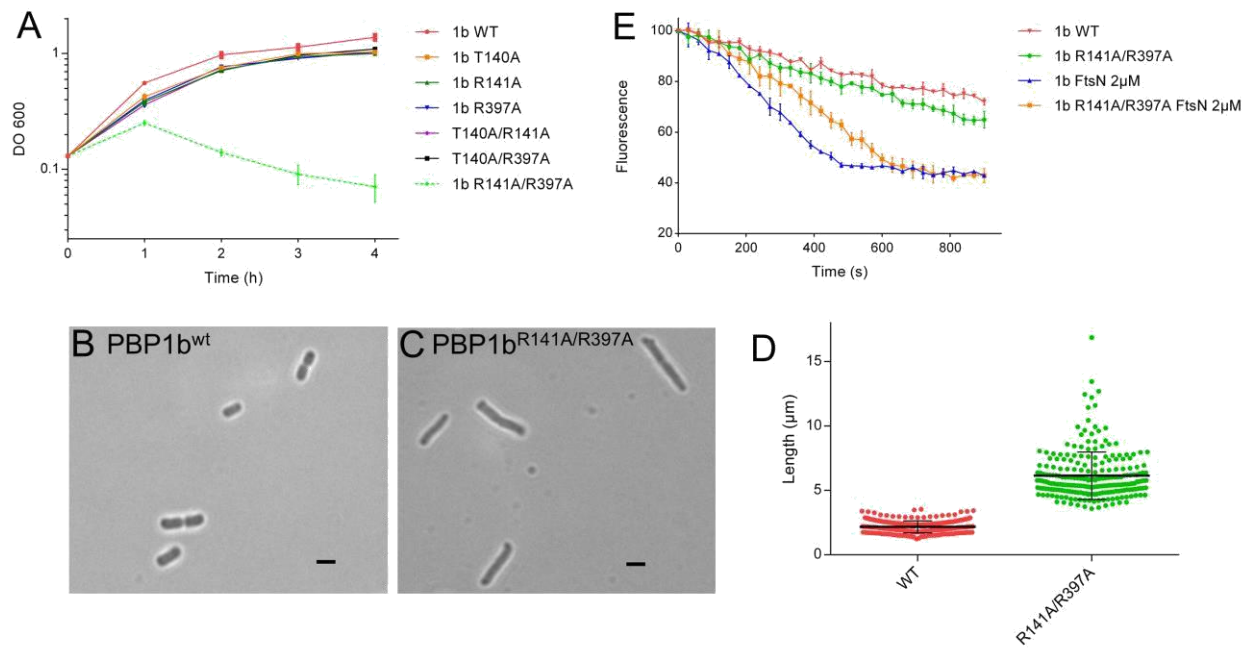 A
1
0.1
DO 600
0
1
2
3
4
Time (h)
1b WT
1b T140A
1b R141A
1b R397A
T140A/R141A
T140A/R397A
1b R141A/R397A
E
100
80
60
40
20
Fluorescence
0
200
400
600
800
Time (s)
1b WT
1b R141A/R397A
1b FtsN 2µM
1b R141A/R397A FtsN 2µM
B PBP1b^wt
C PBP1b^R141A/R397A
D
15
10
5
0
Length (µm)
WT
R141A/R397A